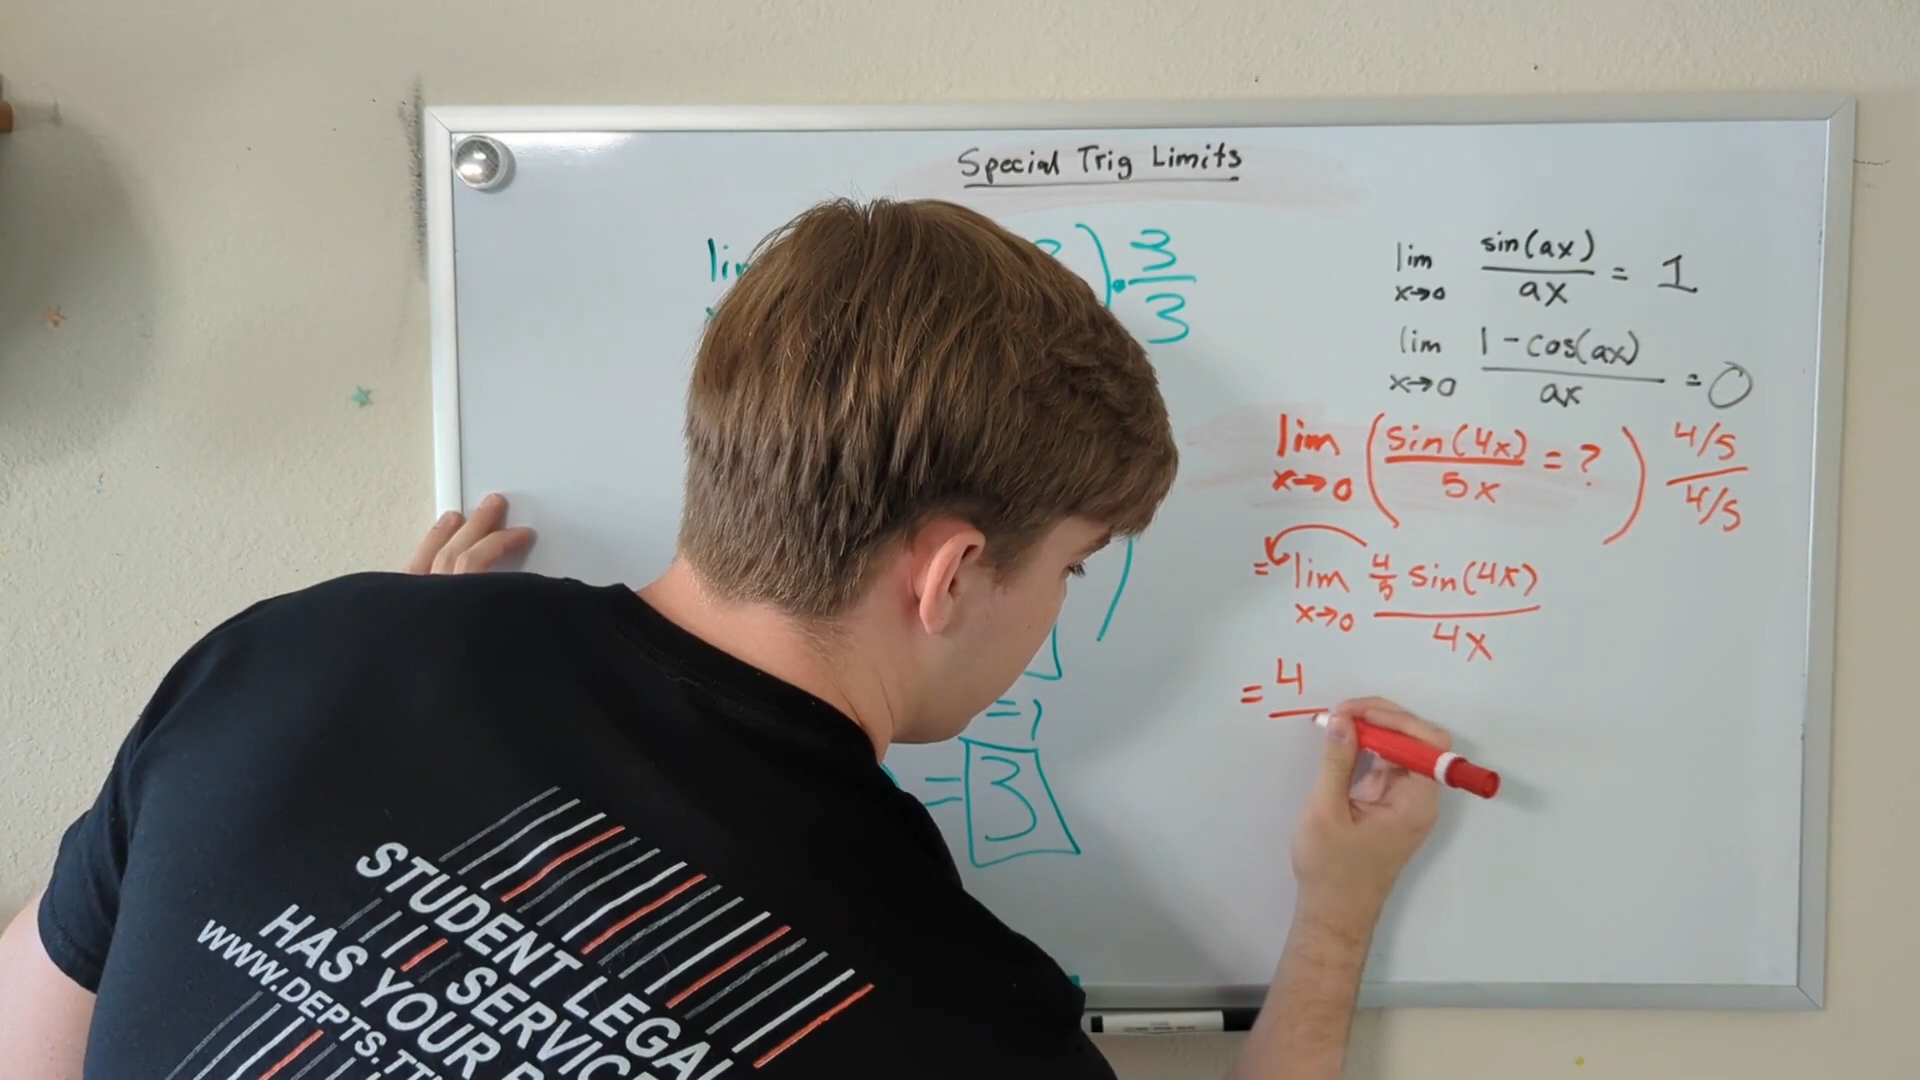 Special Trig Limits
3
3
lim sin(ax) = 1
x→0 ax
lim 1-cos(ax) = 0
x→0 ax
lim (sin(4x) = ?) 4/5
x→0 5x 4/5
= lim 4/5 sin(4x)
x→0 4x
= 4
= 3
STUDENT LEGAL
SERVIC
HAS YOUR B
WWW.DEPTS.TT